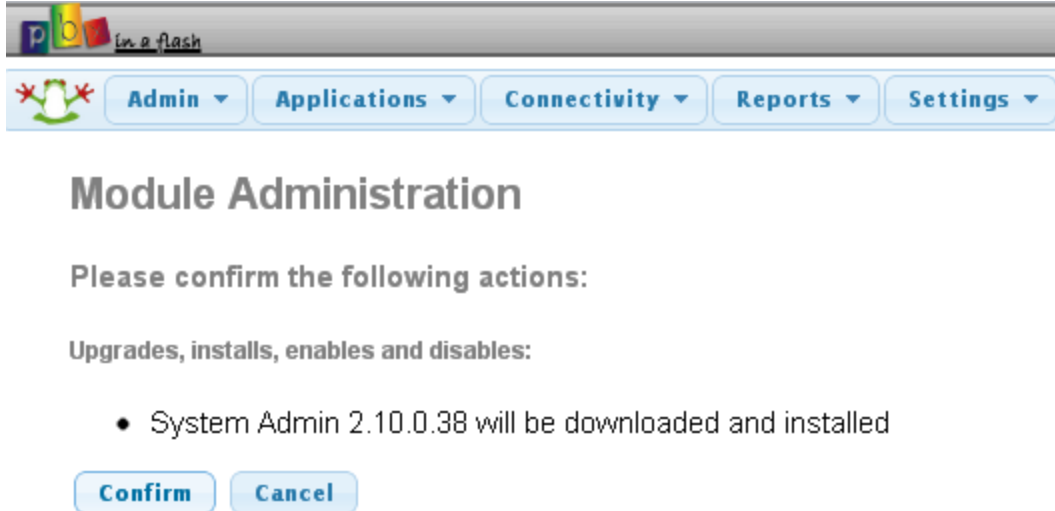 pbx in a flash
Admin Applications Connectivity Reports Settings
Module Administration
Please confirm the following actions:
Upgrades, installs, enables and disables:
• System Admin 2.10.0.38 will be downloaded and installed
Confirm Cancel